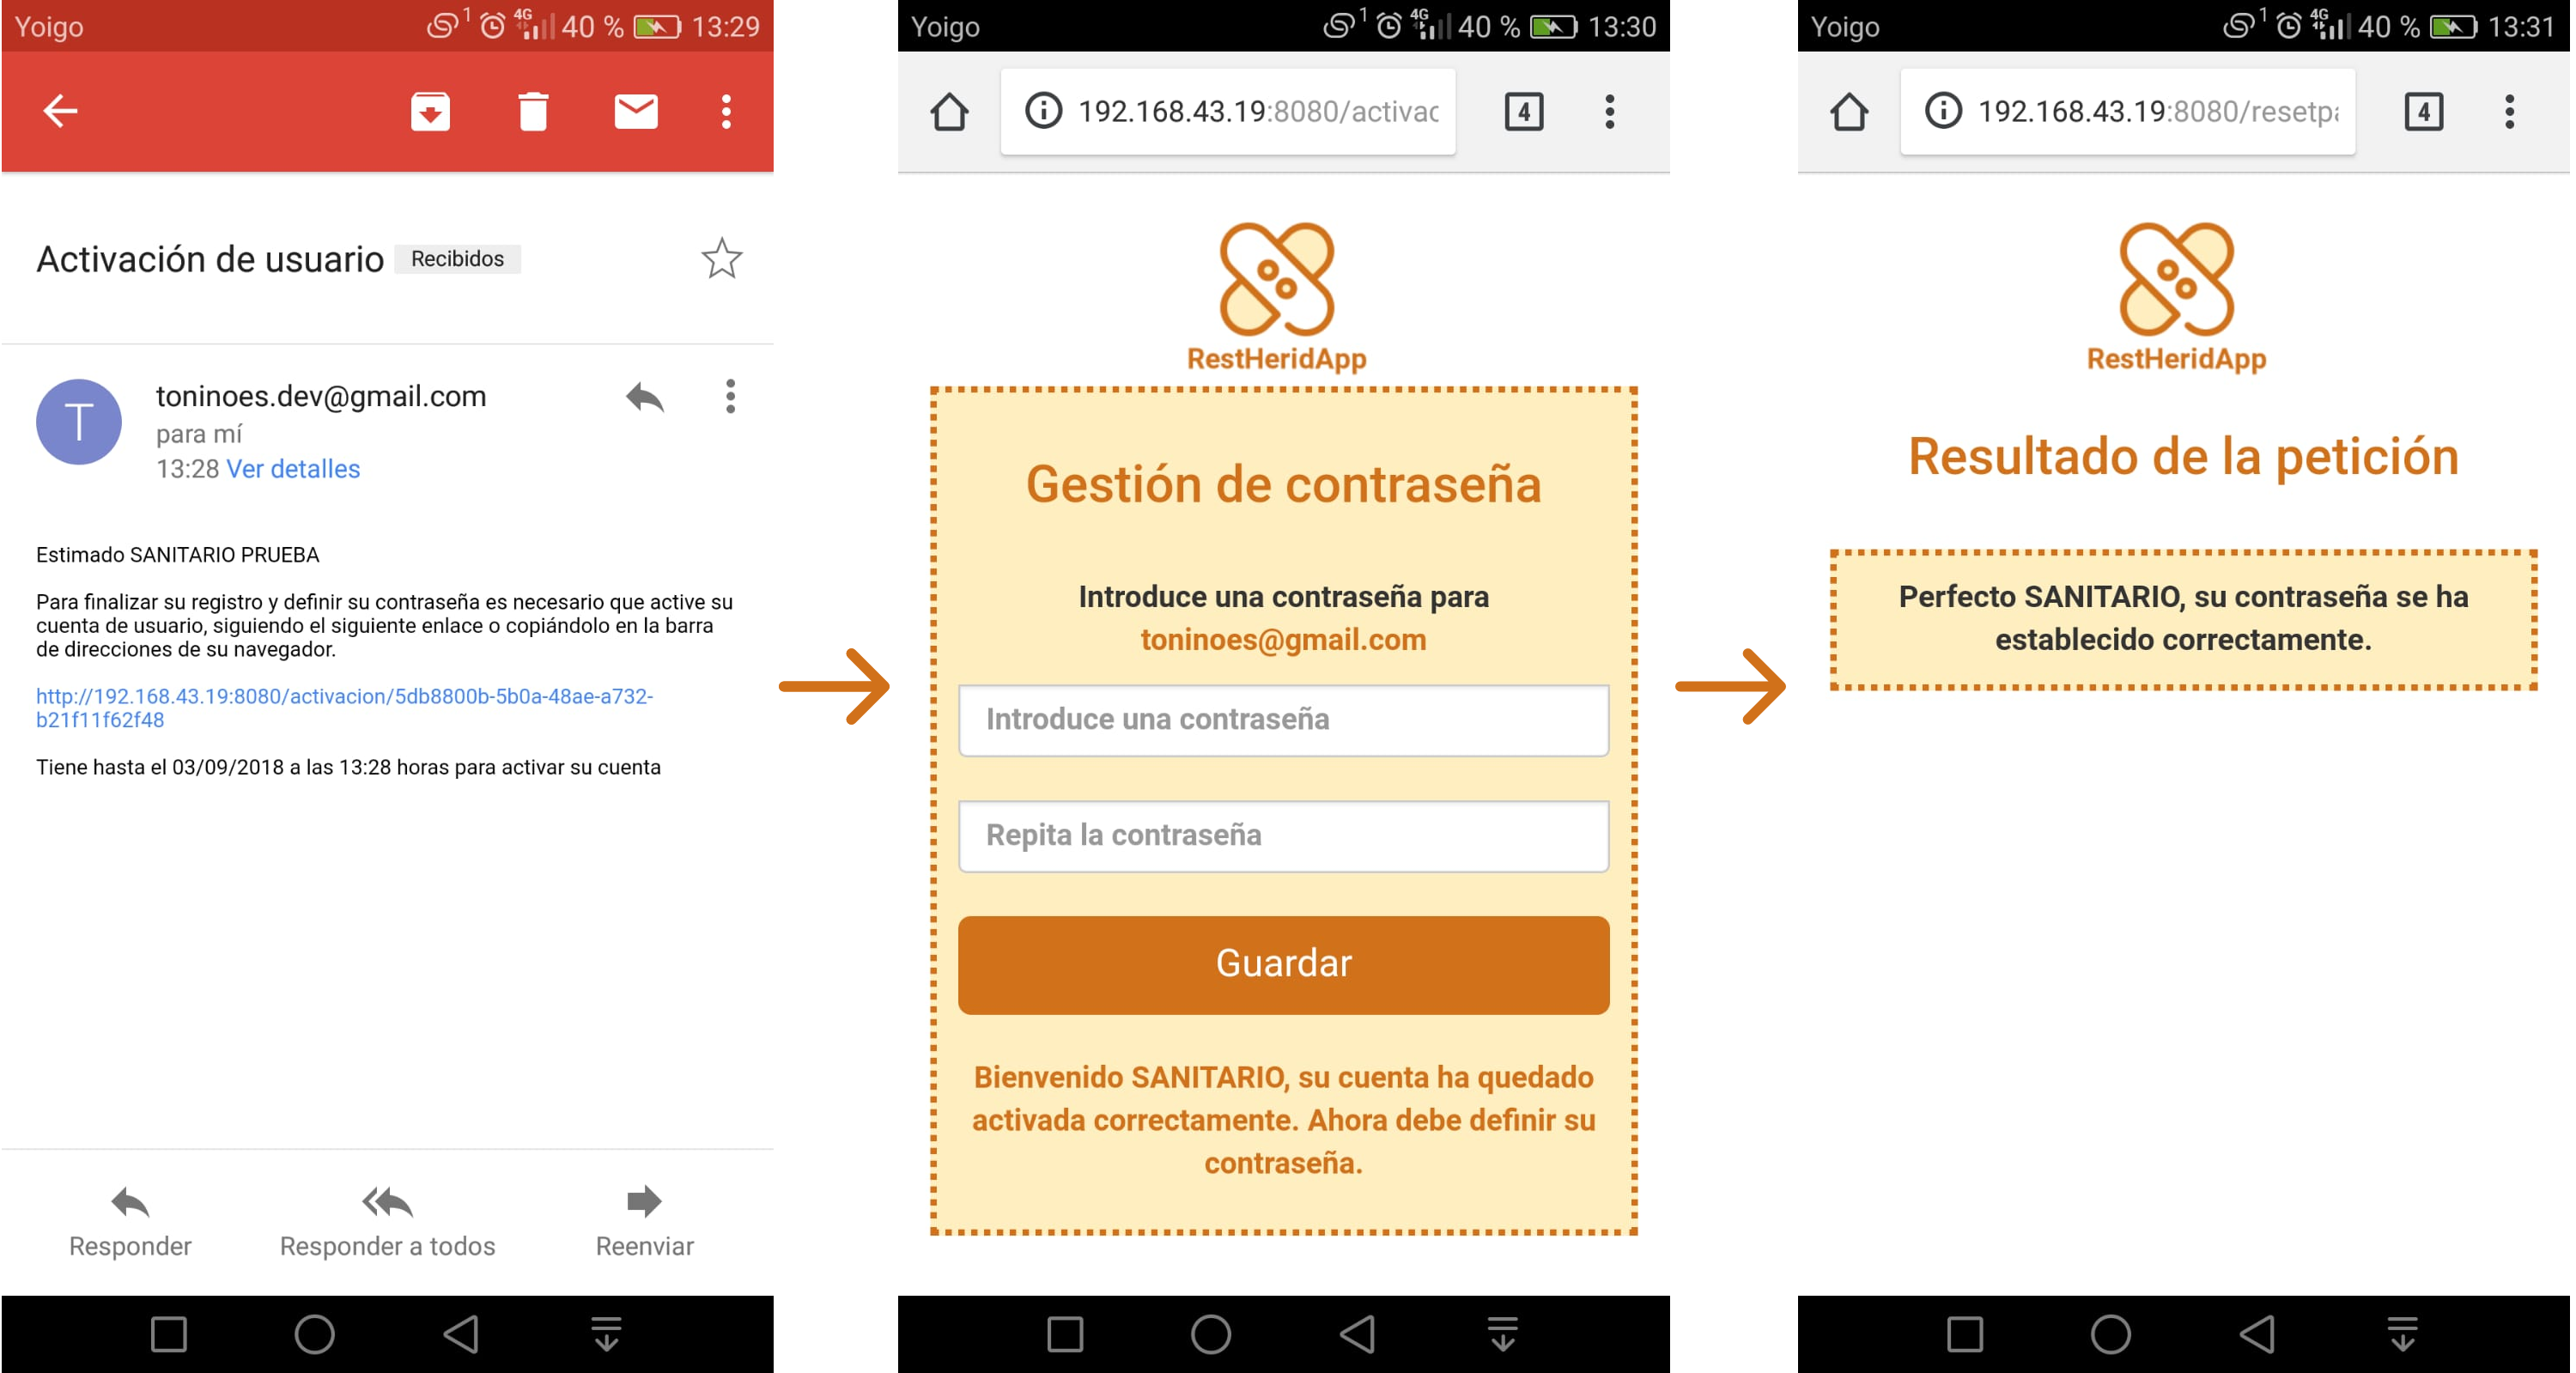 Yoigo 1 4G 40 % 13:29
Activación de usuario Recibidos
T
toninoes.dev@gmail.com
para mí
13:28 Ver detalles
Estimado SANITARIO PRUEBA
Para finalizar su registro y definir su contraseña es necesario que active su
cuenta de usuario, siguiendo el siguiente enlace o copiándolo en la barra
de direcciones de su navegador.
http://192.168.43.19:8080/activacion/5db8800b-5b0a-48ae-a732-
b21f11f62f48
Tiene hasta el 03/09/2018 a las 13:28 horas para activar su cuenta
Responder Responder a todos Reenviar
Yoigo 1 4G 40 % 13:30
192.168.43.19:8080/activac 4
RestHeridApp
Gestión de contraseña
Introduce una contraseña para
toninoes@gmail.com
Introduce una contraseña
Repita la contraseña
Guardar
Bienvenido SANITARIO, su cuenta ha quedado
activada correctamente. Ahora debe definir su
contraseña.
Yoigo 1 4G 40 % 13:31
192.168.43.19:8080/resetpa 4
RestHeridApp
Resultado de la petición
Perfecto SANITARIO, su contraseña se ha
establecido correctamente.